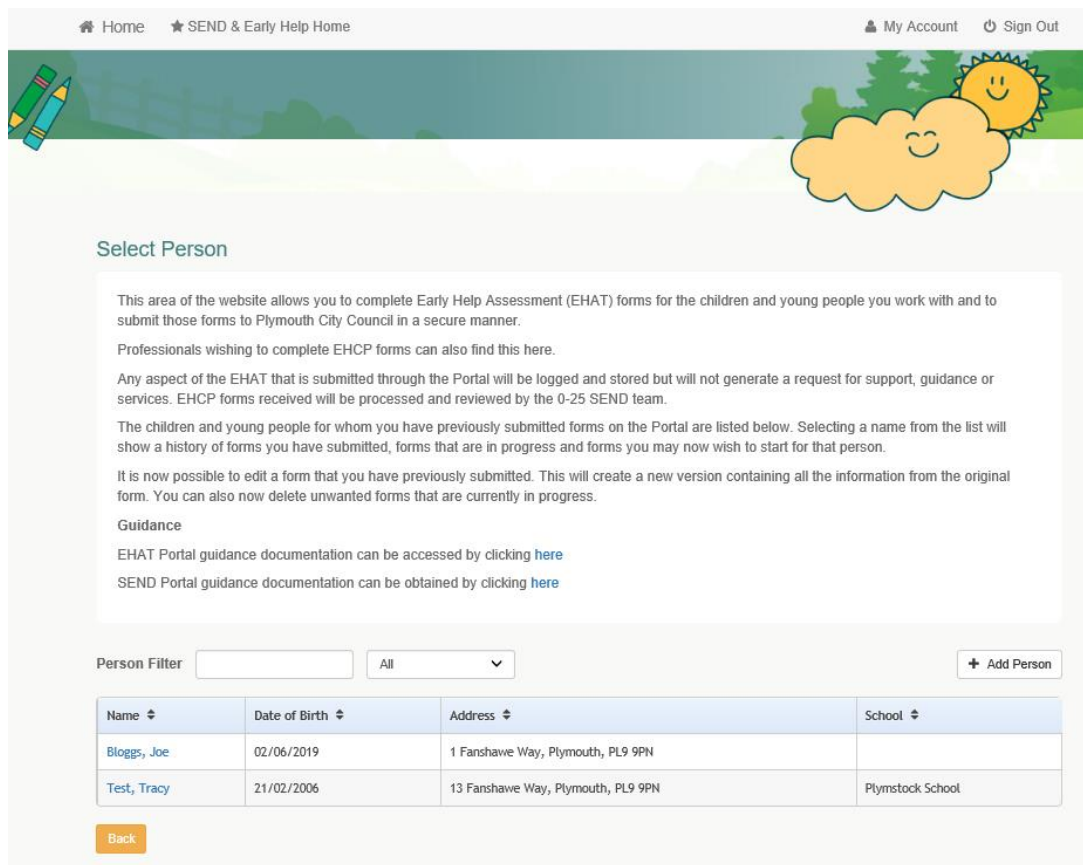 Home SEND & Early Help Home My Account Sign Out
Select Person
This area of the website allows you to complete Early Help Assessment (EHAT) forms for the children and young people you work with and to
submit those forms to Plymouth City Council in a secure manner.
Professionals wishing to complete EHCP forms can also find this here.
Any aspect of the EHAT that is submitted through the Portal will be logged and stored but will not generate a request for support, guidance or
services. EHCP forms received will be processed and reviewed by the 0-25 SEND team.
The children and young people for whom you have previously submitted forms on the Portal are listed below. Selecting a name from the list will
show a history of forms you have submitted, forms that are in progress and forms you may now wish to start for that person.
It is now possible to edit a form that you have previously submitted. This will create a new version containing all the information from the original
form. You can also now delete unwanted forms that are currently in progress.
Guidance
EHAT Portal guidance documentation can be accessed by clicking here
SEND Portal guidance documentation can be obtained by clicking here
Person Filter All + Add Person
Name Date of Birth Address School
Bloggs, Joe 02/06/2019 1 Fanshawe Way, Plymouth, PL9 9PN
Test, Tracy 21/02/2006 13 Fanshawe Way, Plymouth, PL9 9PN Plymstock School
Back